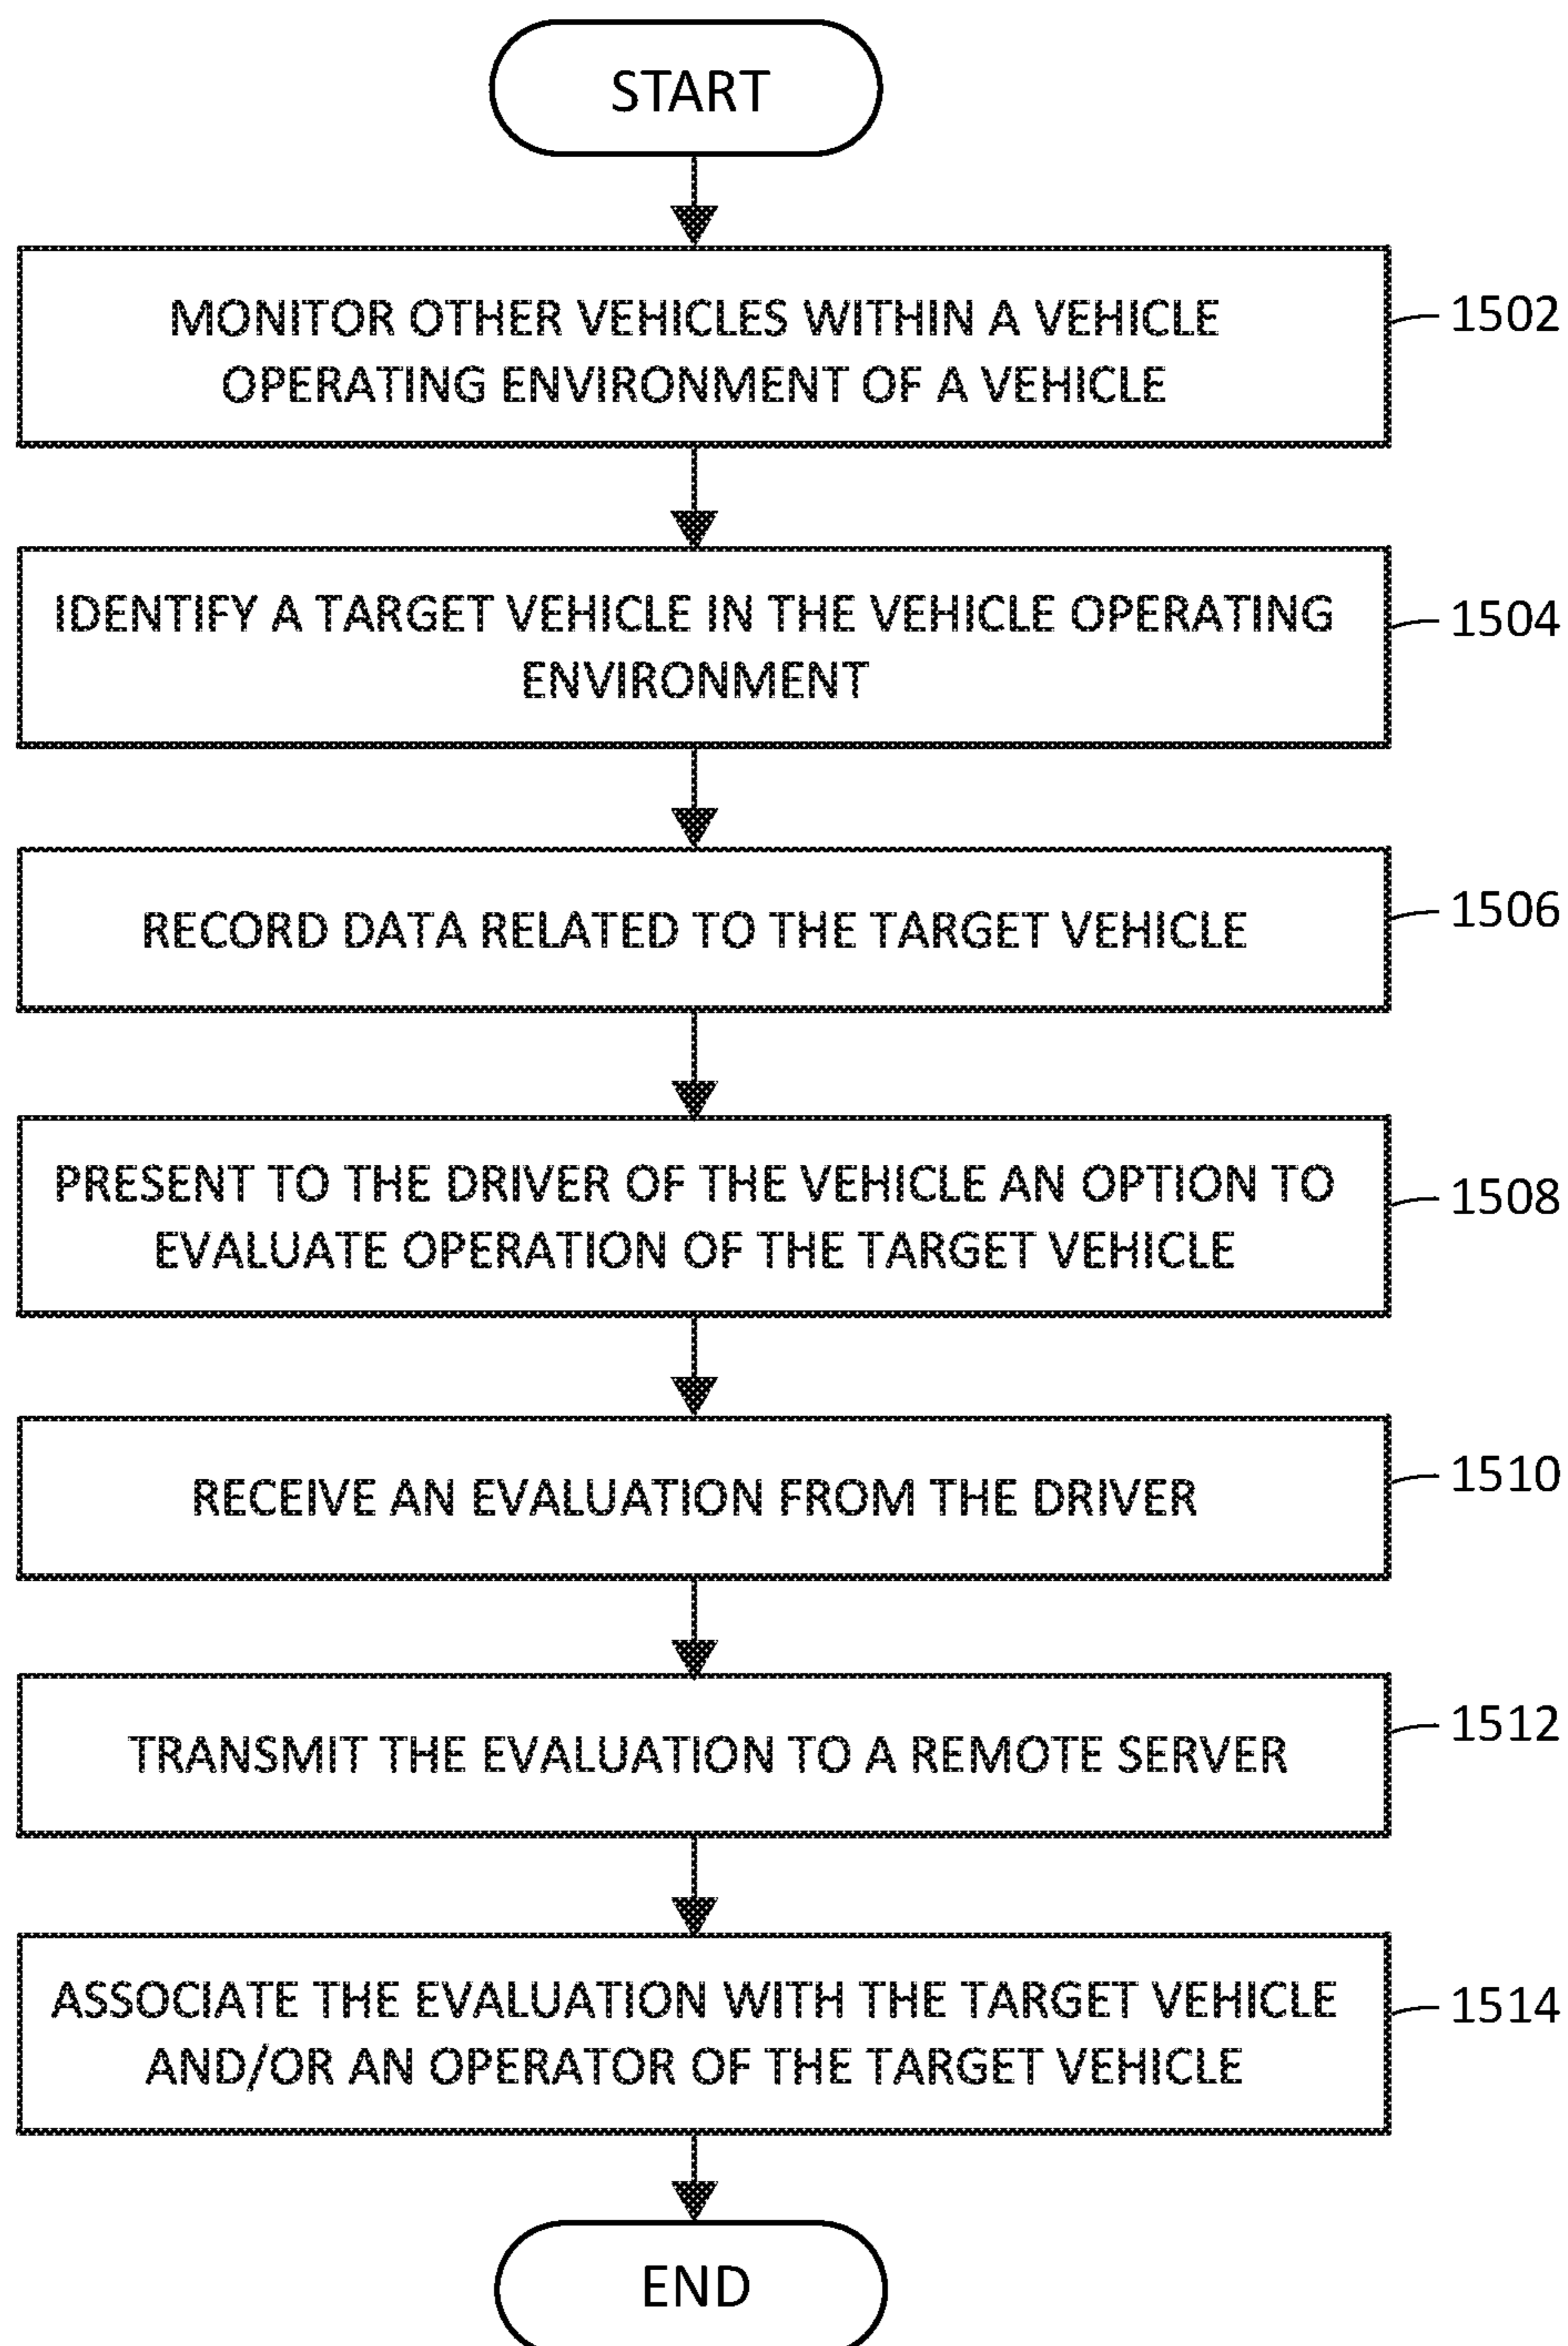 START
MONITOR OTHER VEHICLES WITHIN A VEHICLE
OPERATING ENVIRONMENT OF A VEHICLE
1502
IDENTIFY A TARGET VEHICLE IN THE VEHICLE OPERATING
ENVIRONMENT
1504
RECORD DATA RELATED TO THE TARGET VEHICLE
1506
PRESENT TO THE DRIVER OF THE VEHICLE AN OPTION TO
EVALUATE OPERATION OF THE TARGET VEHICLE
1508
RECEIVE AN EVALUATION FROM THE DRIVER
1510
TRANSMIT THE EVALUATION TO A REMOTE SERVER
1512
ASSOCIATE THE EVALUATION WITH THE TARGET VEHICLE
AND/OR AN OPERATOR OF THE TARGET VEHICLE
1514
END